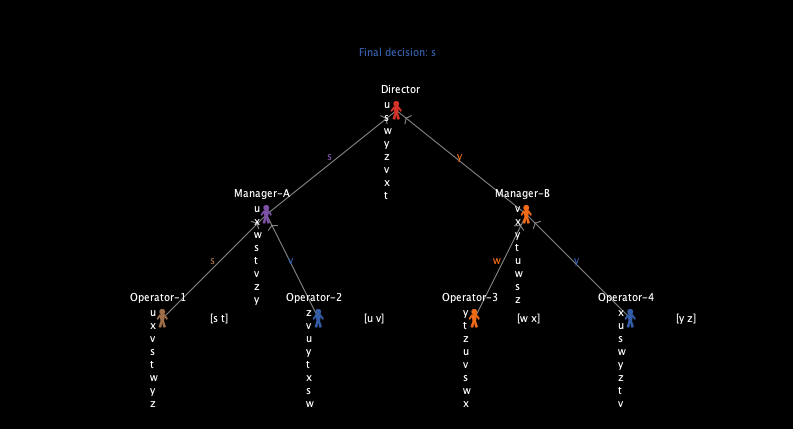 Final decision: s
Director
u
s
w
y
z
v
x
t
s
y
Manager-A
u
x
w
s
t
v
z
y
Manager-B
v
x
y
t
u
w
s
z
s
v
w
y
Operator-1
u
x
v
s
t
w
y
z
[s t]
Operator-2
z
v
u
y
t
x
s
w
[u v]
Operator-3
y
t
z
u
v
s
w
x
[w x]
Operator-4
x
u
s
w
y
z
t
v
[y z]